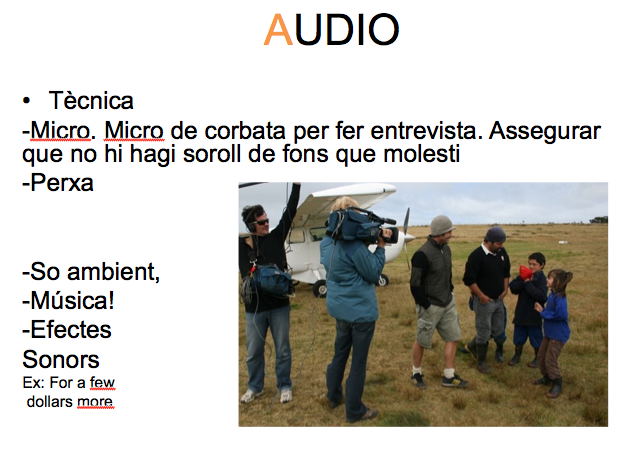 AUDIO
• Tècnica
-Micro. Micro de corbata per fer entrevista. Assegurar
que no hi hagi soroll de fons que molesti
-Perxa
-So ambient,
-Música!
-Efectes
Sonors
Ex: For a few
dollars more